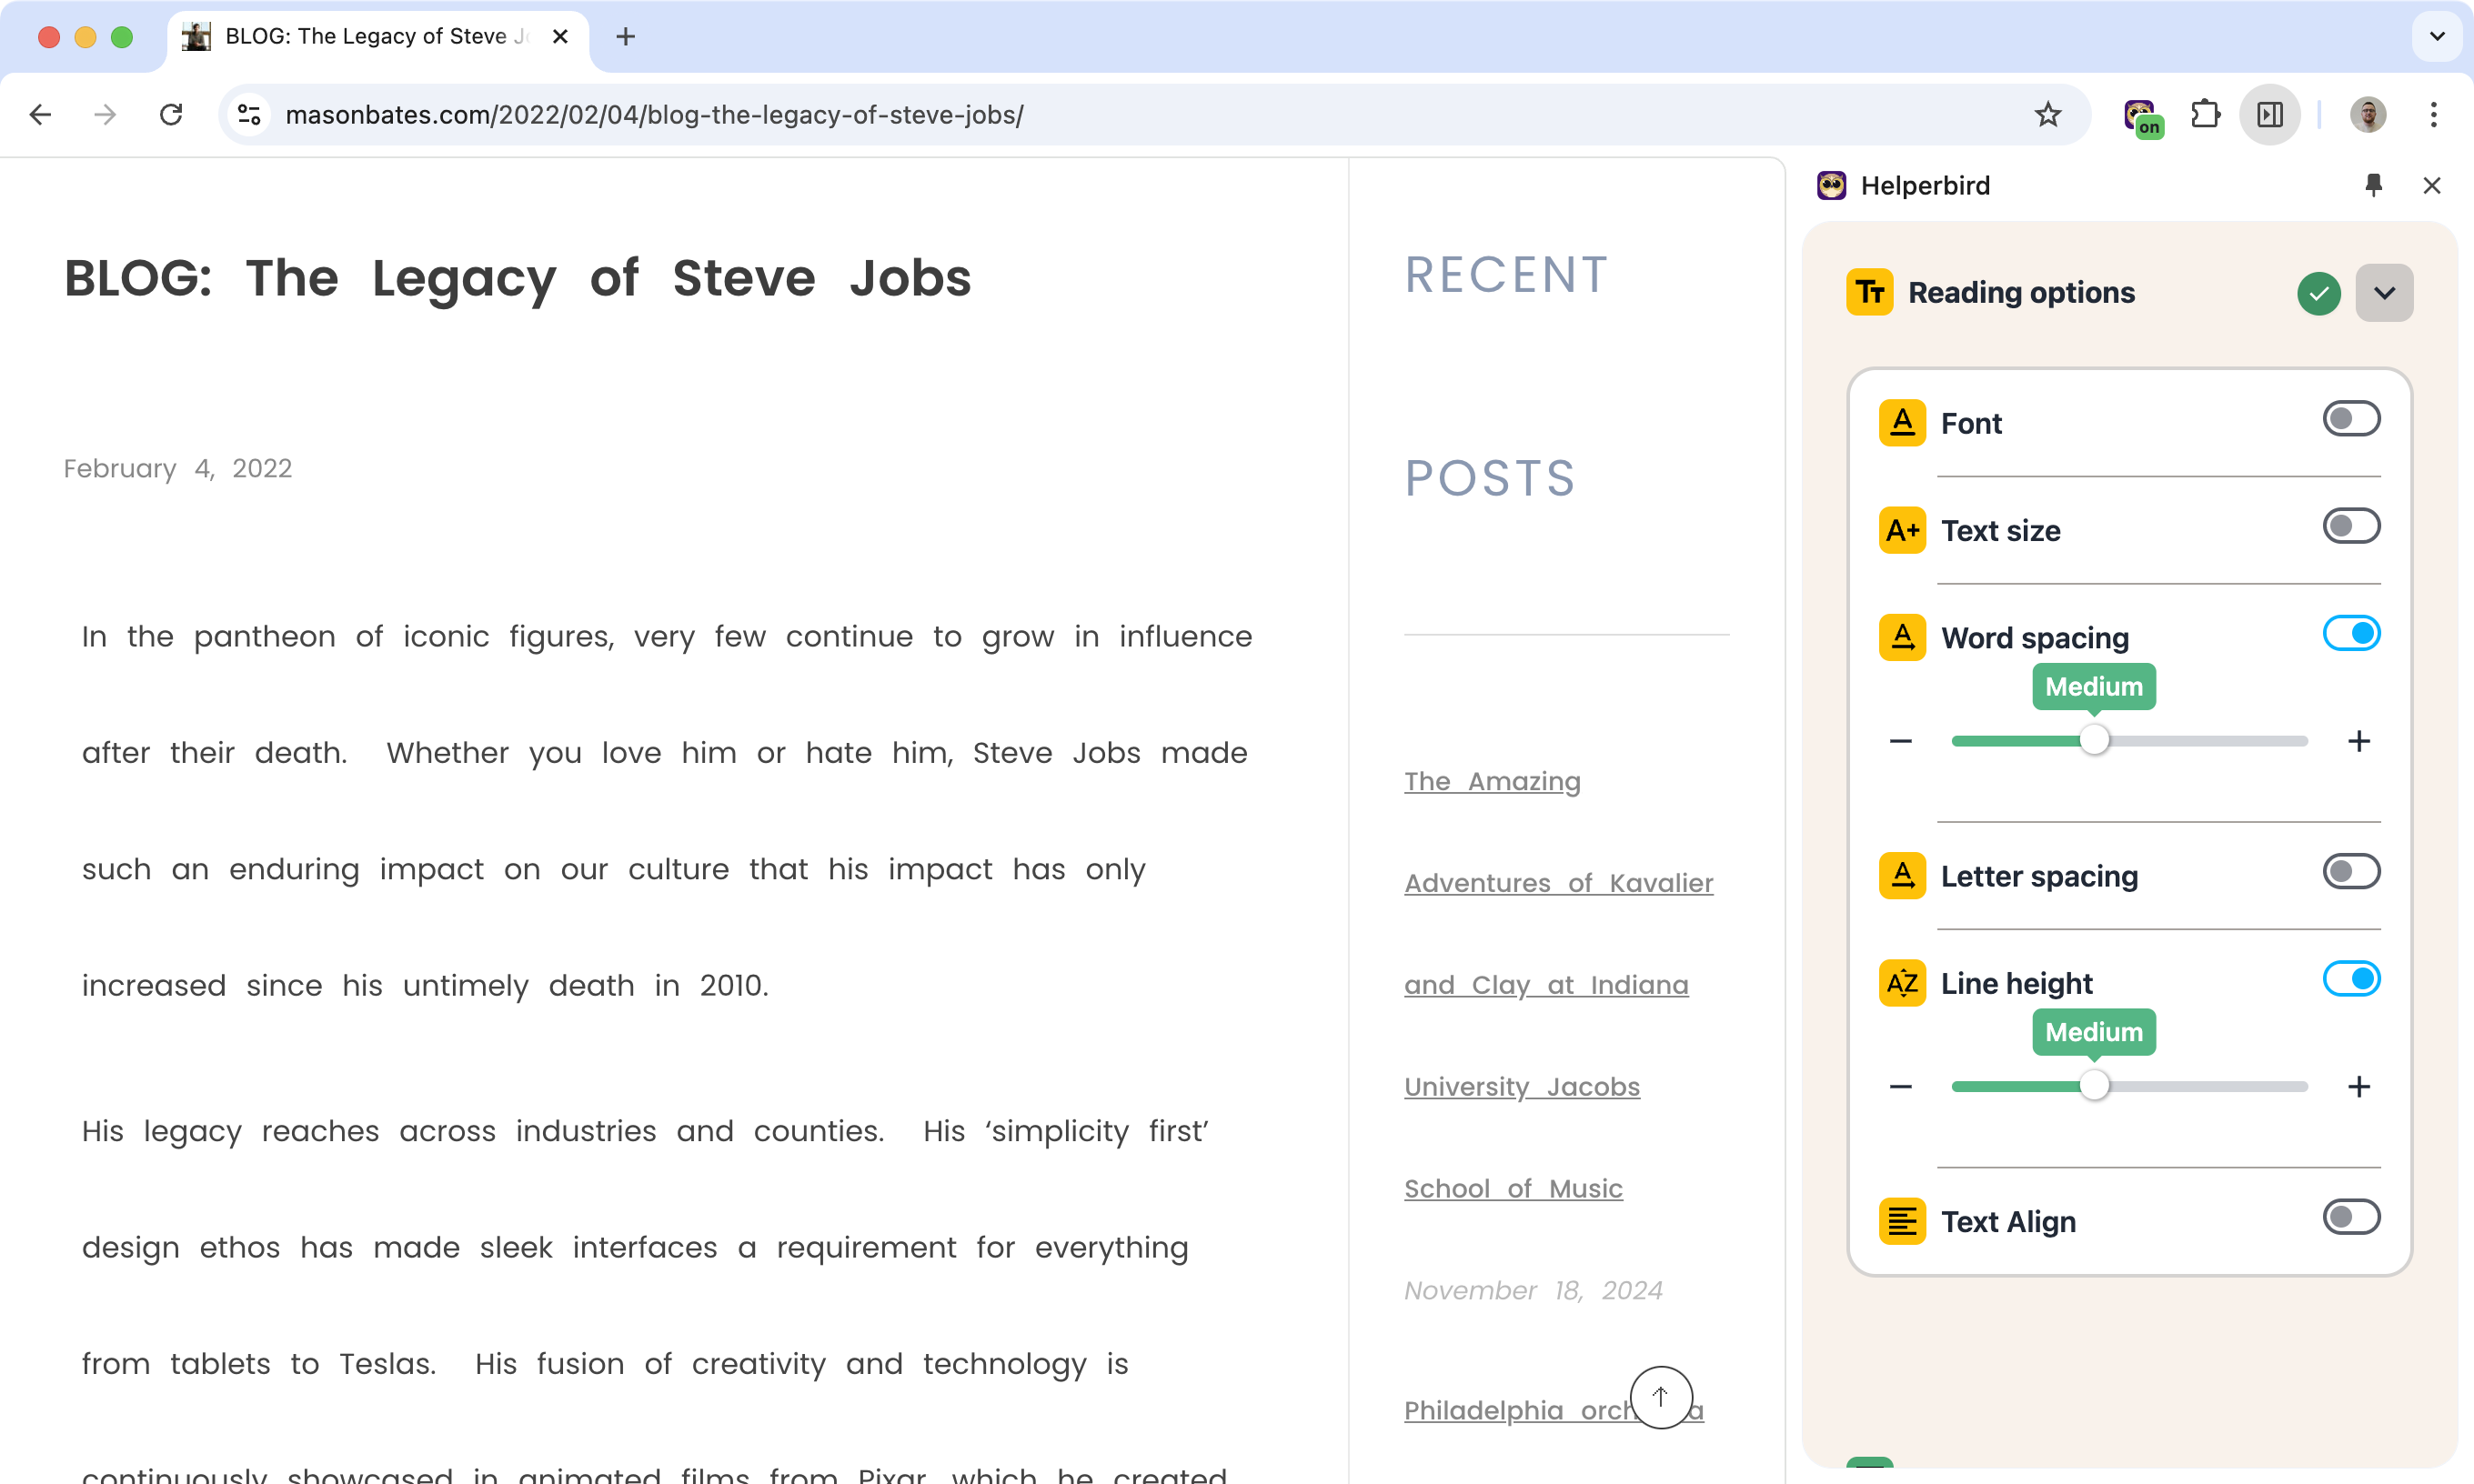 BLOG: The Legacy of Steve J
masonbates.com/2022/02/04/blog-the-legacy-of-steve-jobs/
on
BLOG: The Legacy of Steve Jobs
February 4, 2022
In the pantheon of iconic figures, very few continue to grow in influence
after their death. Whether you love him or hate him, Steve Jobs made
such an enduring impact on our culture that his impact has only
increased since his untimely death in 2010.
His legacy reaches across industries and counties. His ‘simplicity first’
design ethos has made sleek interfaces a requirement for everything
from tablets to Teslas. His fusion of creativity and technology is
continuously showcased in animated films from Pixar, which he created
RECENT
POSTS
The Amazing
Adventures of Kavalier
and Clay at Indiana
University Jacobs
School of Music
November 18, 2024
Philadelphia
Helperbird
Reading options
Font
Text size
Word spacing
Medium
Letter spacing
Line height
Medium
Text Align